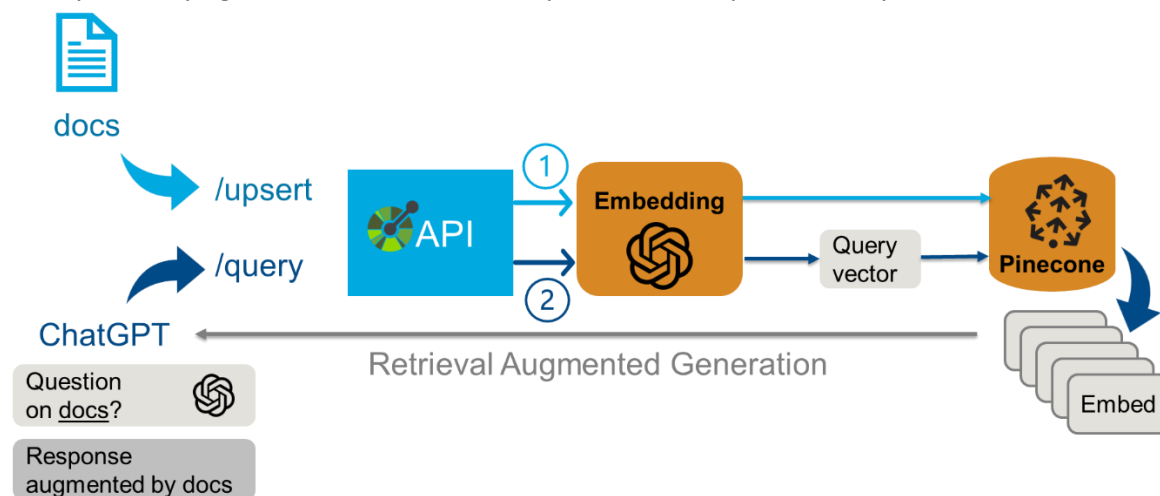 docs
/upsert
1
API
Embedding
Pinecone
/query
2
Query
vector
ChatGPT
Retrieval Augmented Generation
Question
on docs?
Embed
Response
augmented by docs